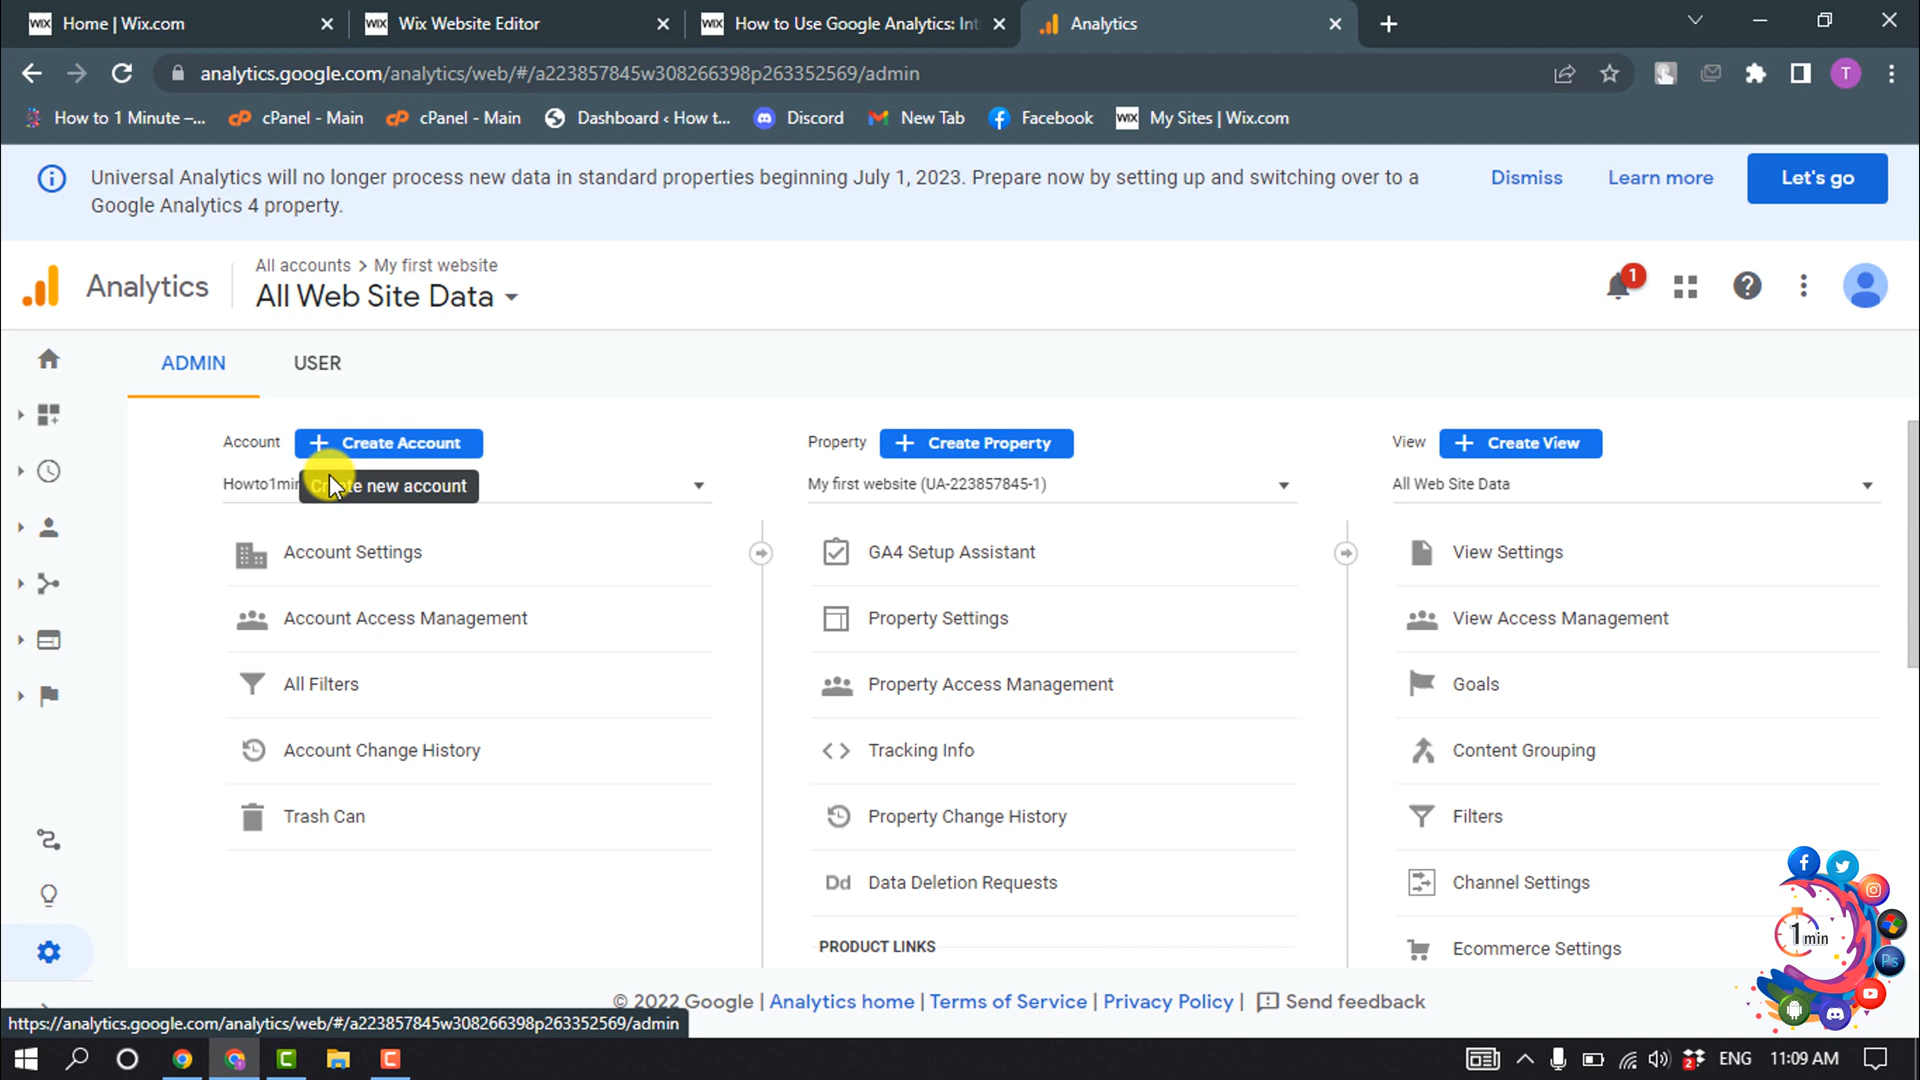 Home | Wix.com
Wix Website Editor
How to Use Google Analytics: Int
Analytics
analytics.google.com/analytics/web/#/a223857845w308266398p263352569/admin
T
How to 1 Minute –...
cPanel - Main
cPanel - Main
Dashboard ‹ How t...
Discord
New Tab
Facebook
My Sites | Wix.com
Universal Analytics will no longer process new data in standard properties beginning July 1, 2023. Prepare now by setting up and switching over to a
Google Analytics 4 property.
Dismiss
Learn more
Let's go
Analytics
All accounts > My first website
All Web Site Data
1
ADMIN
USER
Account
+ Create Account
Property
+ Create Property
View
+ Create View
Howto1min
Create new account
My first website (UA-223857845-1)
All Web Site Data
Account Settings
GA4 Setup Assistant
View Settings
Account Access Management
Property Settings
View Access Management
All Filters
Property Access Management
Goals
Account Change History
Tracking Info
Content Grouping
Trash Can
Property Change History
Filters
Dd Data Deletion Requests
Channel Settings
PRODUCT LINKS
Ecommerce Settings
1 min
Ps
© 2022 Google | Analytics home | Terms of Service | Privacy Policy | Send feedback
https://analytics.google.com/analytics/web/#/a223857845w308266398p263352569/admin
2
ENG
11:09 AM